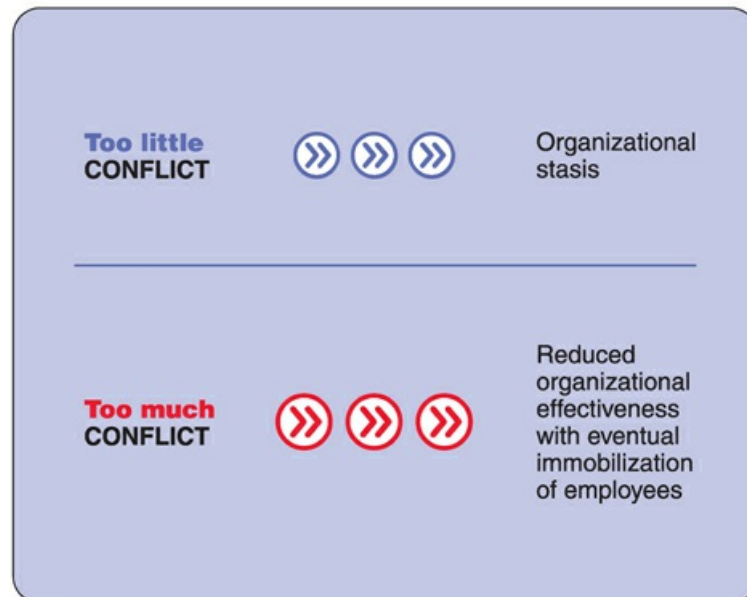 Too little
CONFLICT
Organizational
stasis
Too much
CONFLICT
Reduced
organizational
effectiveness
with eventual
immobilization
of employees